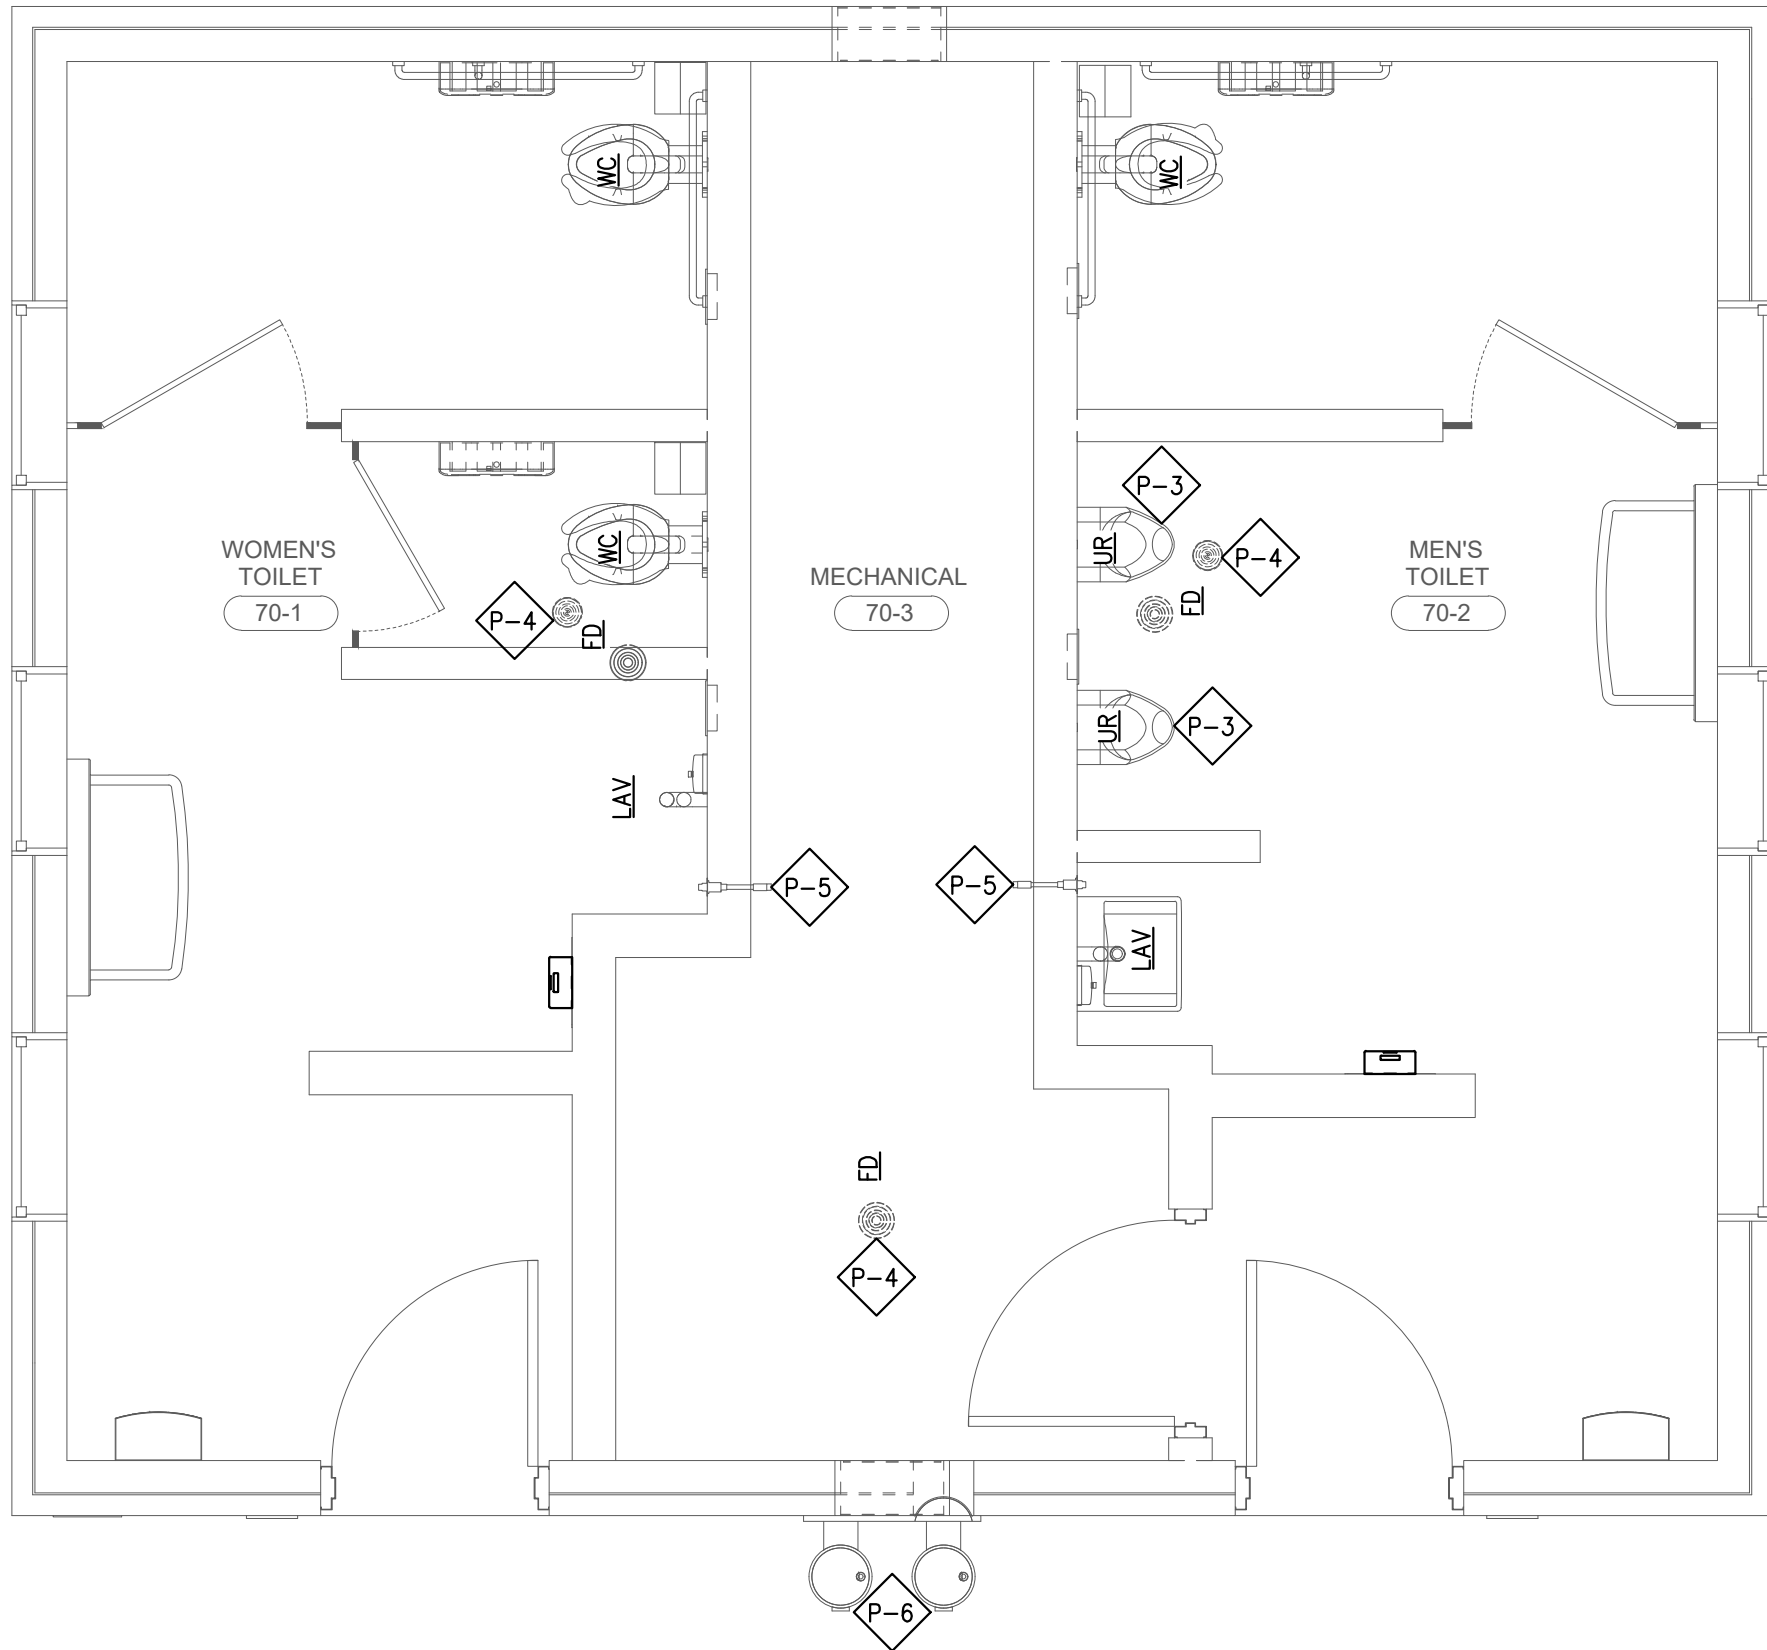 WC
WC
P-3
WOMEN'S
TOILET
70-1
WC
MECHANICAL
70-3
UR
P-4
MEN'S
TOILET
70-2
P-4
FD
FD
UR
P-3
LAV
P-5
P-5
LAV
FD
P-4
P-6